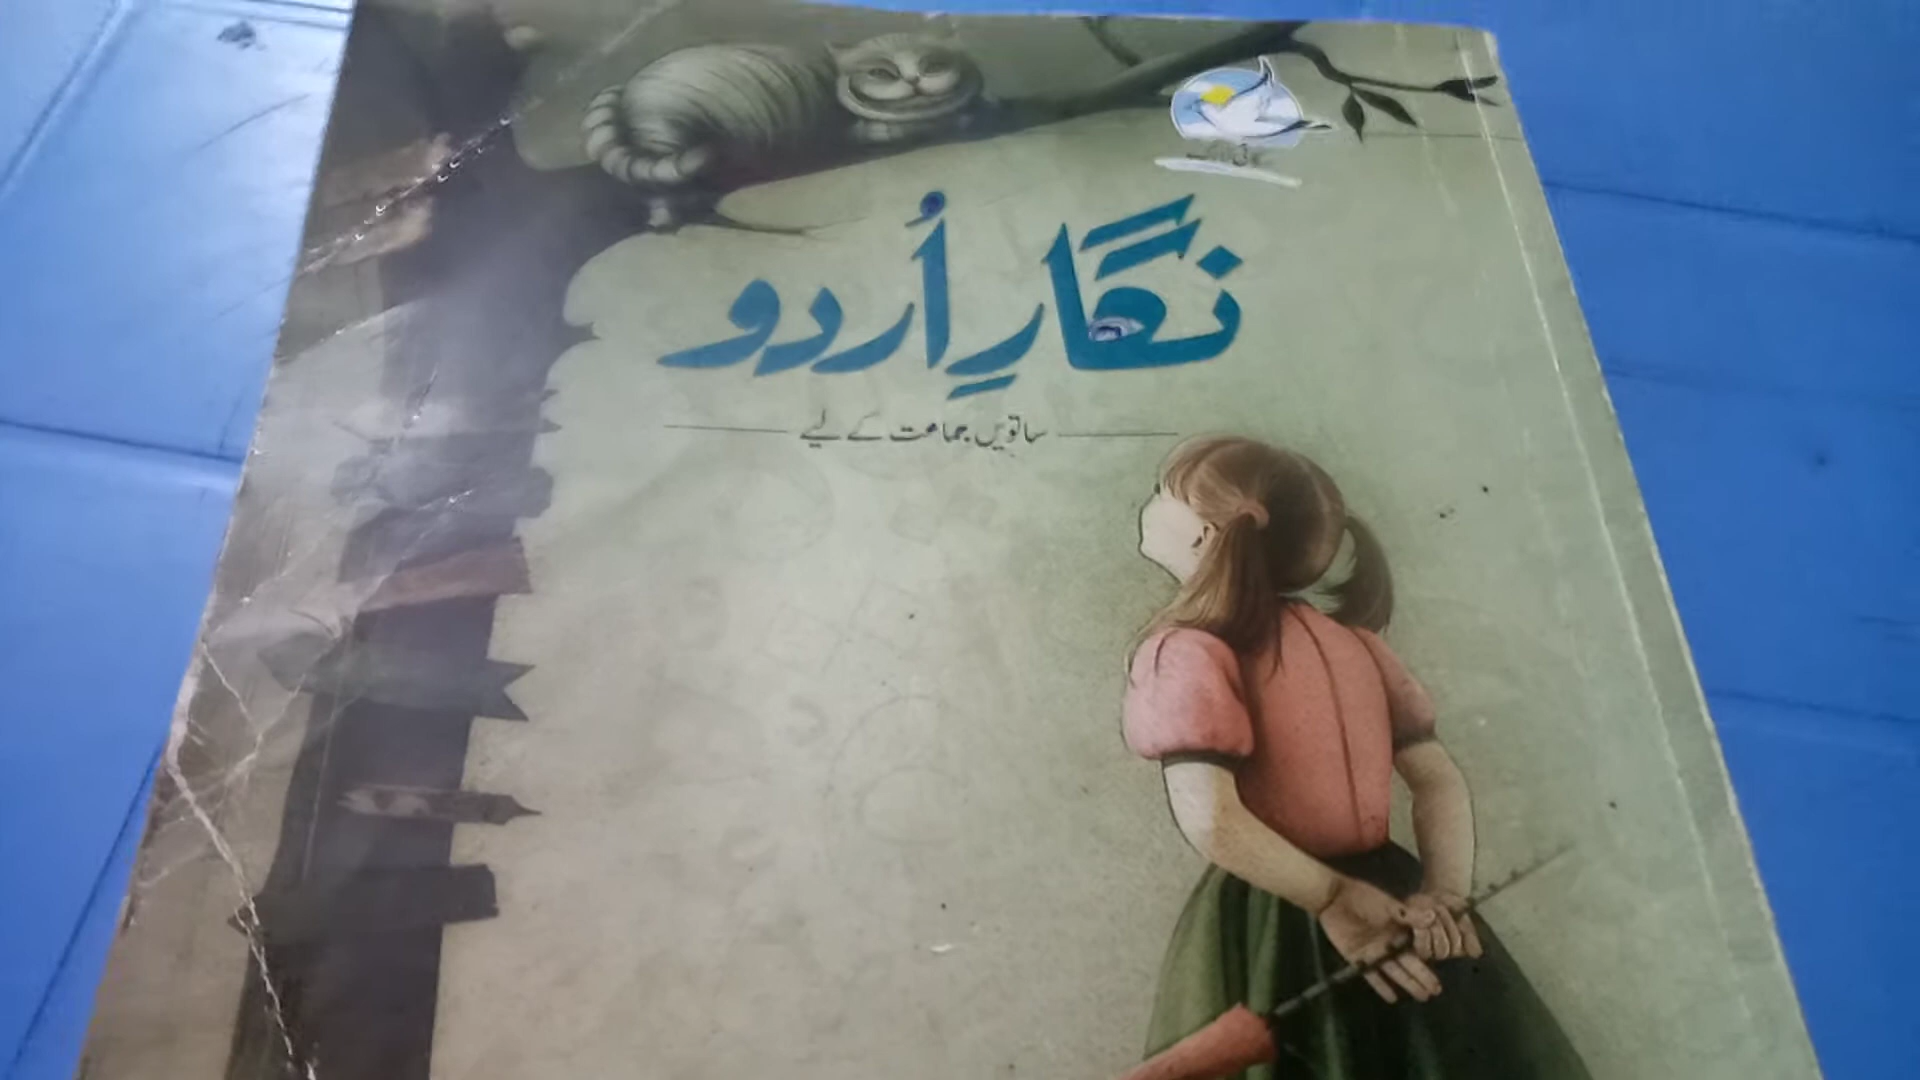 نگارِ اُردو
ساتویں جماعت کے لیے